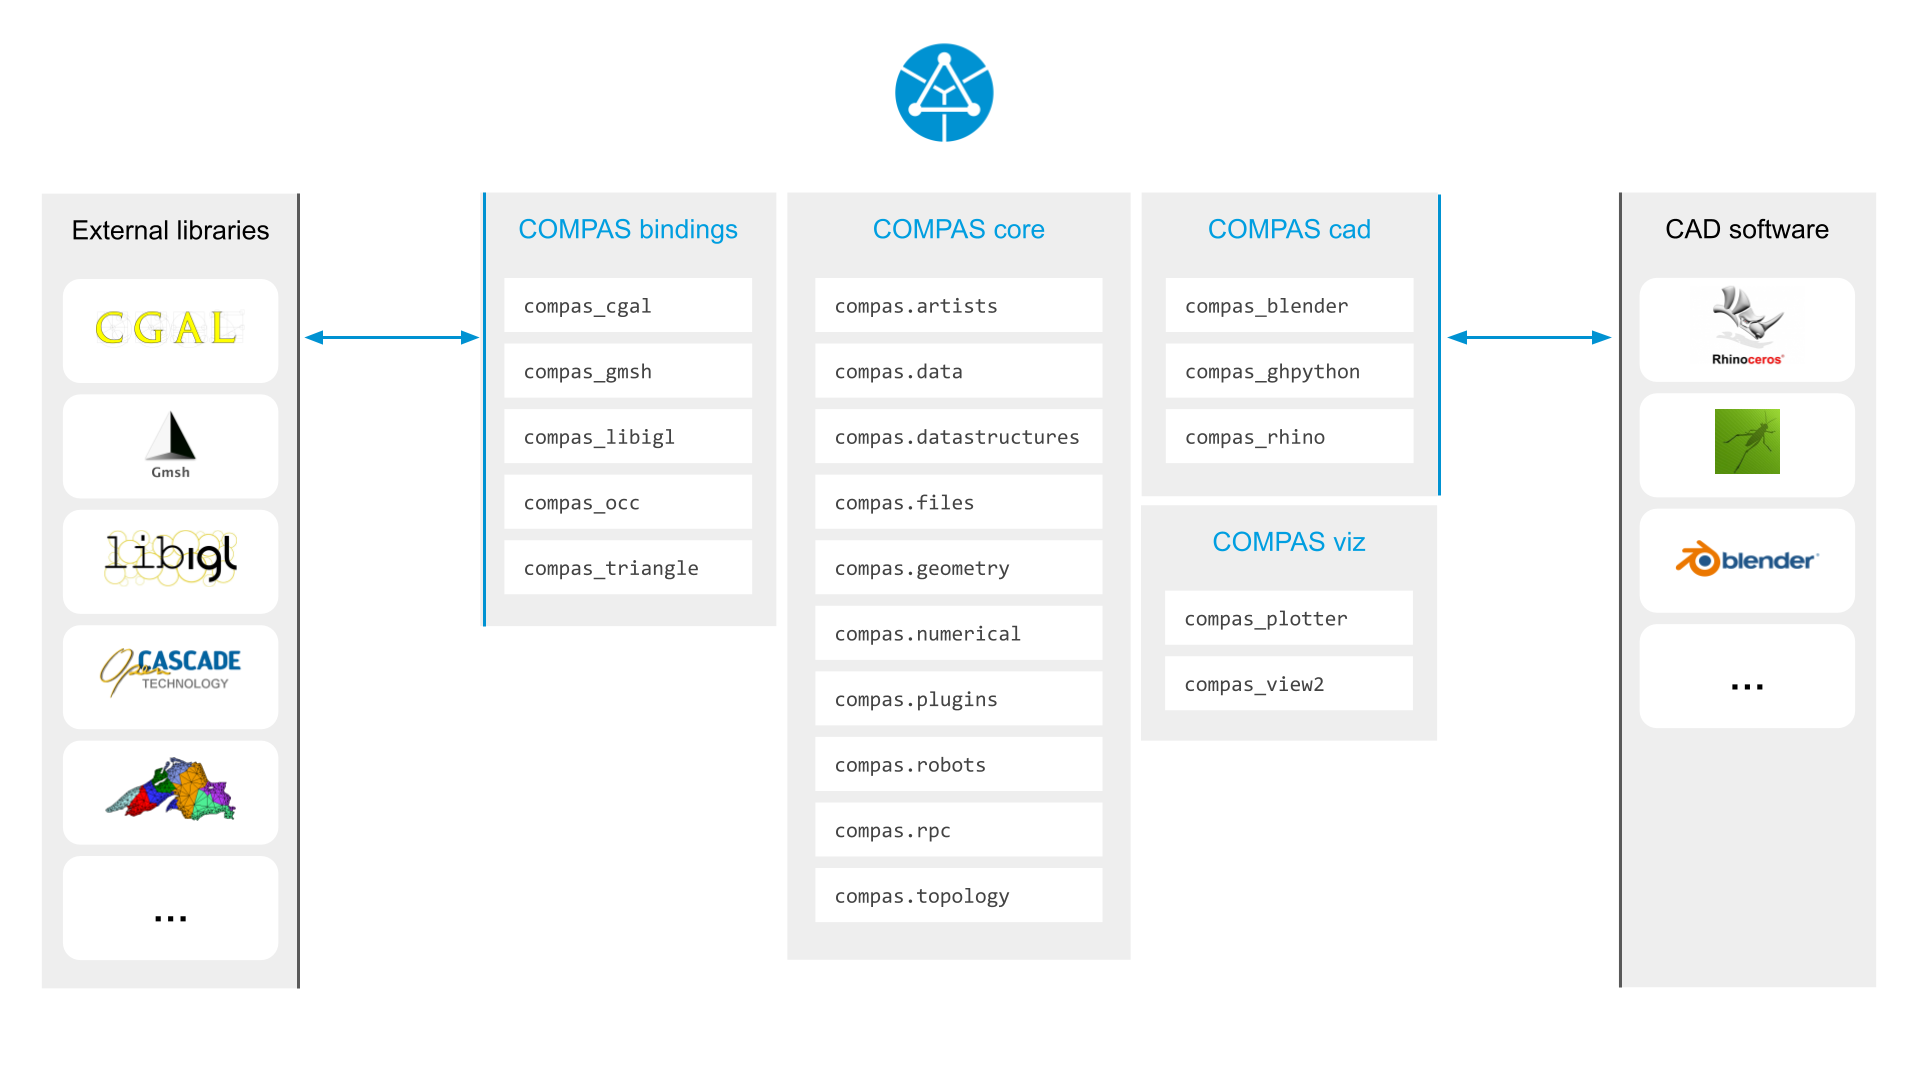 External libraries
CGAL
Gmsh
libigl
Open CASCADE
TECHNOLOGY
...
COMPAS bindings
compas_cgal
compas_gmsh
compas_libigl
compas_occ
compas_triangle
COMPAS core
compas.artists
compas.data
compas.datastructures
compas.files
compas.geometry
compas.numerical
compas.plugins
compas.robots
compas.rpc
compas.topology
COMPAS cad
compas_blender
compas_ghpython
compas_rhino
COMPAS viz
compas_plotter
compas_view2
CAD software
Rhinoceros®
blender
...